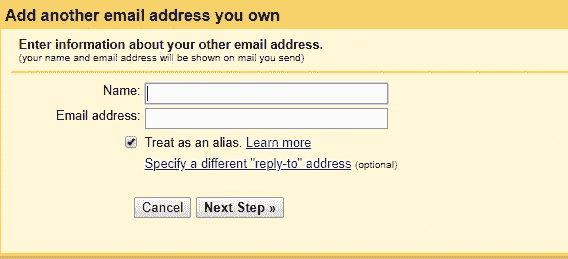 Add another email address you own
Enter information about your other email address.
(your name and email address will be shown on mail you send)
Name:
Email address:
Treat as an alias. Learn more
Specify a different "reply-to" address (optional)
Cancel Next Step »